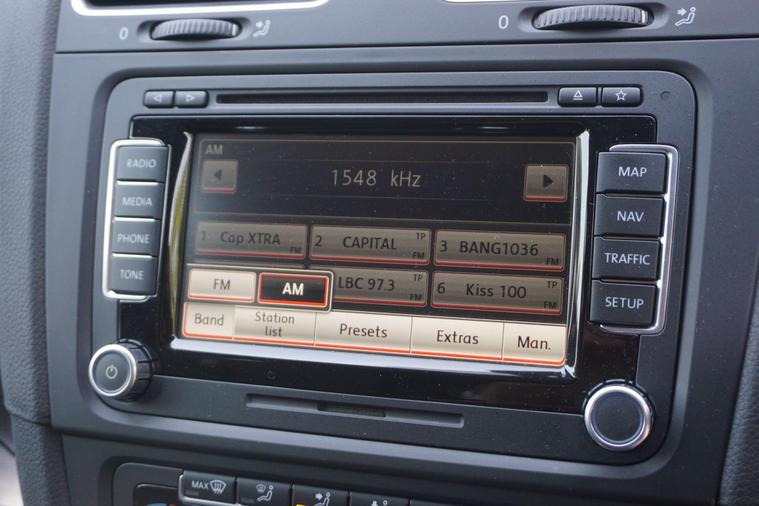 0
0
RADIO
MEDIA
PHONE
TONE
AM
1548 kHz
1 Cap XTRA FM
2 CAPITAL TP FM
3 BANG1036 FM
LBC 97.3 TP FM
6 Kiss 100 FM
FM
AM
Band
Station
list
Presets
Extras
Man.
MAP
NAV
TRAFFIC
SETUP
MAX